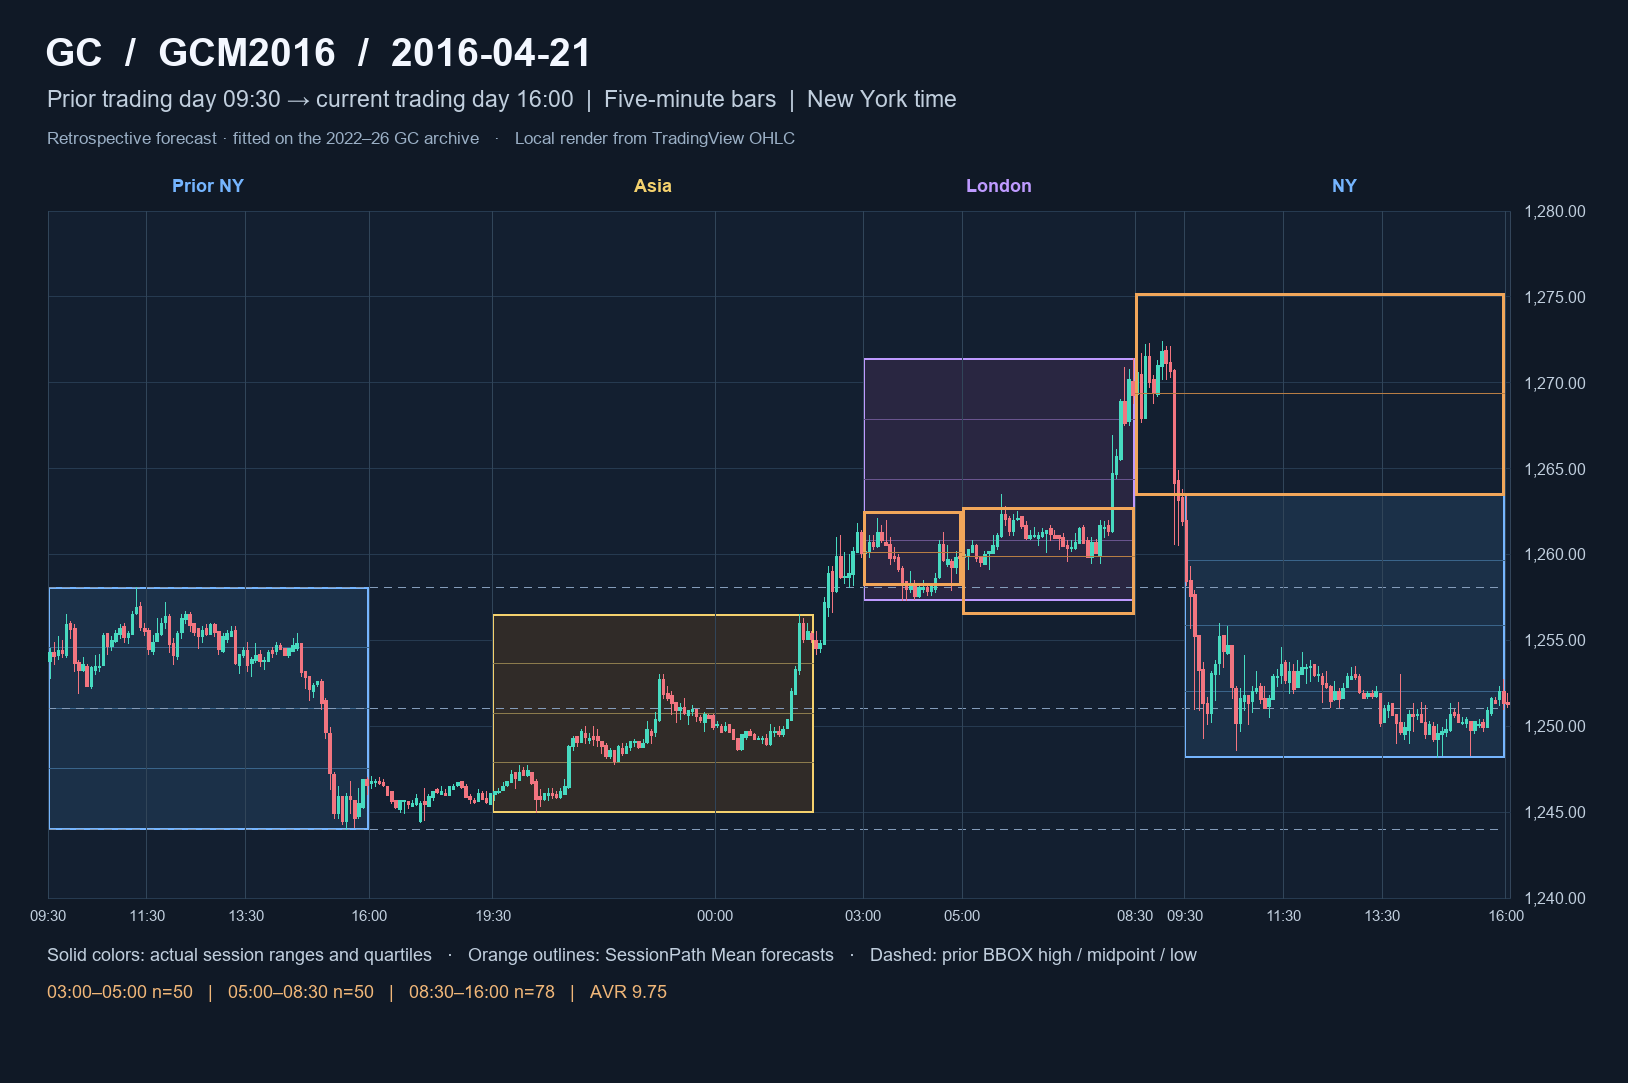 GC / GCM2016 / 2016-04-21
Prior trading day 09:30 → current trading day 16:00 | Five-minute bars | New York time
Retrospective forecast · fitted on the 2022–26 GC archive · Local render from TradingView OHLC
Prior NY Asia London NY
1,280.00
1,275.00
1,270.00
1,265.00
1,260.00
1,255.00
1,250.00
1,245.00
1,240.00
09:30 11:30 13:30 16:00 19:30 00:00 03:00 05:00 08:30 09:30 11:30 13:30 16:00
Solid colors: actual session ranges and quartiles · Orange outlines: SessionPath Mean forecasts · Dashed: prior BBOX high / midpoint / low
03:00–05:00 n=50 | 05:00–08:30 n=50 | 08:30–16:00 n=78 | AVR 9.75